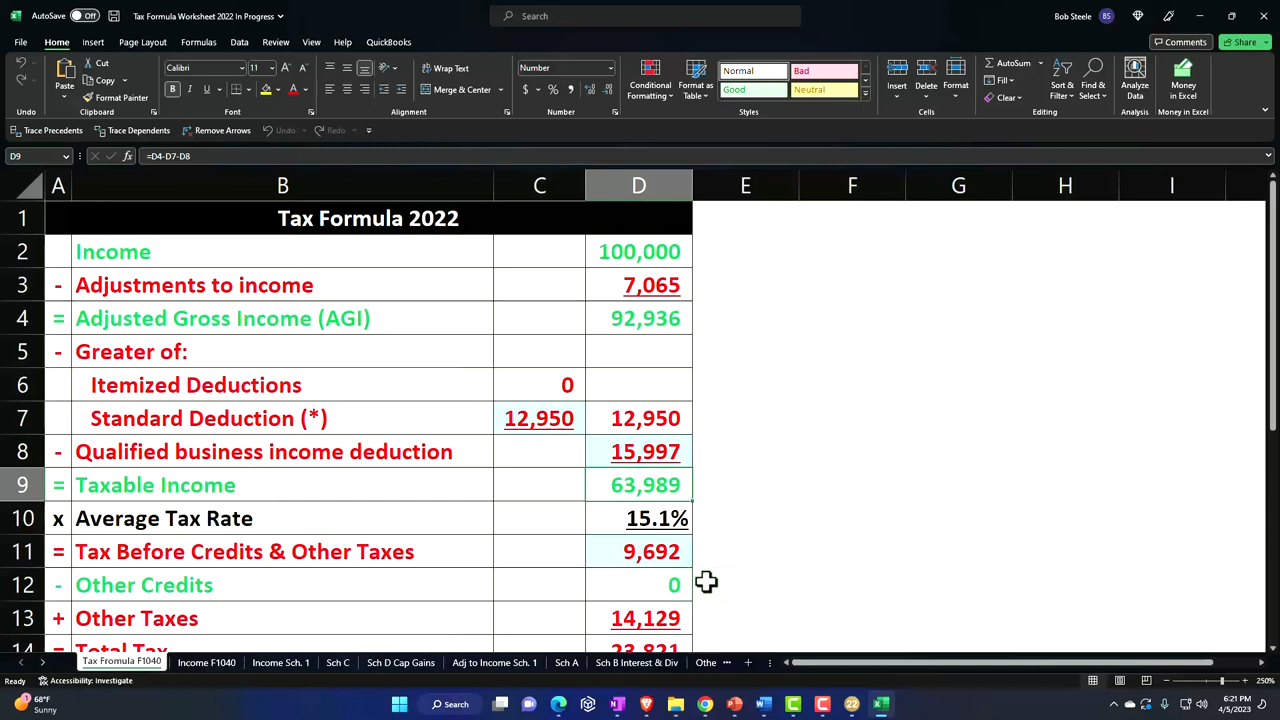 AutoSave Off Tax Formula Worksheet 2022 In Progress Search Bob Steele BS
File Home Insert Page Layout Formulas Data Review View Help QuickBooks Comments Share
Paste Cut Copy Format Painter Calibri 11 Wrap Text Merge & Center Number Conditional Formatting Format as Table Normal Bad Good Neutral Insert Delete Format AutoSum Fill Clear Sort & Filter Find & Select Analyze Data Money in Excel
Undo Clipboard Font Alignment Number Styles Cells Editing Analysis Money in Excel
Trace Precedents Trace Dependents Remove Arrows Undo Redo
D9 fx =D4-D7-D8
A B C D E F G H I
1 Tax Formula 2022
2 Income 100,000
3 - Adjustments to income 7,065
4 = Adjusted Gross Income (AGI) 92,936
5 - Greater of:
6 Itemized Deductions 0
7 Standard Deduction (*) 12,950 12,950
8 - Qualified business income deduction 15,997
9 = Taxable Income 63,989
10 x Average Tax Rate 15.1%
11 = Tax Before Credits & Other Taxes 9,692
12 - Other Credits 0
13 + Other Taxes 14,129
14 = Total Tax 23,821
Tax Fromula F1040 Income F1040 Income Sch. 1 Sch C Sch D Cap Gains Adj to Income Sch. 1 Sch A Sch B Interest & Div Othe
Ready Accessibility: Investigate 250%
68°F Sunny Search 22 6:21 PM 4/5/2023